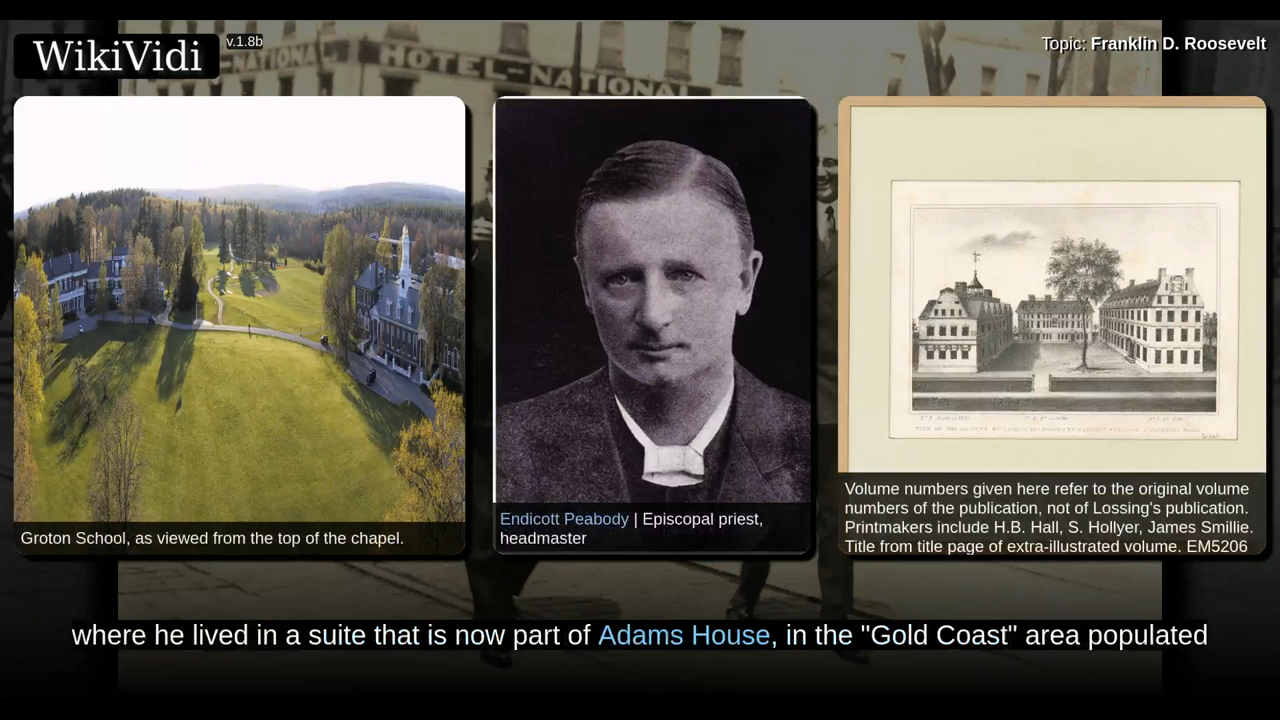 WikiVidi
v.1.8b
Topic: Franklin D. Roosevelt
-NATIONAL
HOTEL-NATIONAL
Groton School, as viewed from the top of the chapel.
Endicott Peabody | Episcopal priest,
headmaster
Volume numbers given here refer to the original volume
numbers of the publication, not of Lossing's publication.
Printmakers include H.B. Hall, S. Hollyer, James Smillie.
Title from title page of extra-illustrated volume. EM5206
where he lived in a suite that is now part of Adams House, in the "Gold Coast" area populated